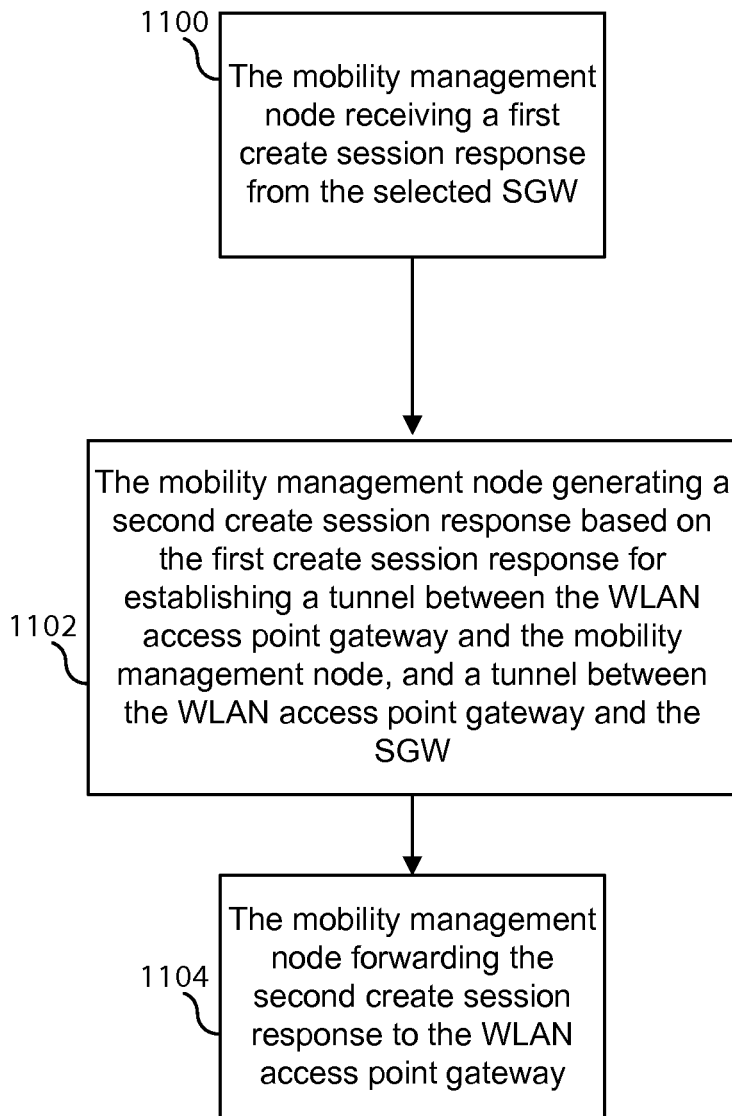 1100
The mobility management
node receiving a first
create session response
from the selected SGW
The mobility management node generating a
second create session response based on
the first create session response for
establishing a tunnel between the WLAN
1102
access point gateway and the mobility
management node, and a tunnel between
the WLAN access point gateway and the
SGW
The mobility management
node forwarding the
1104
second create session
response to the WLAN
access point gateway